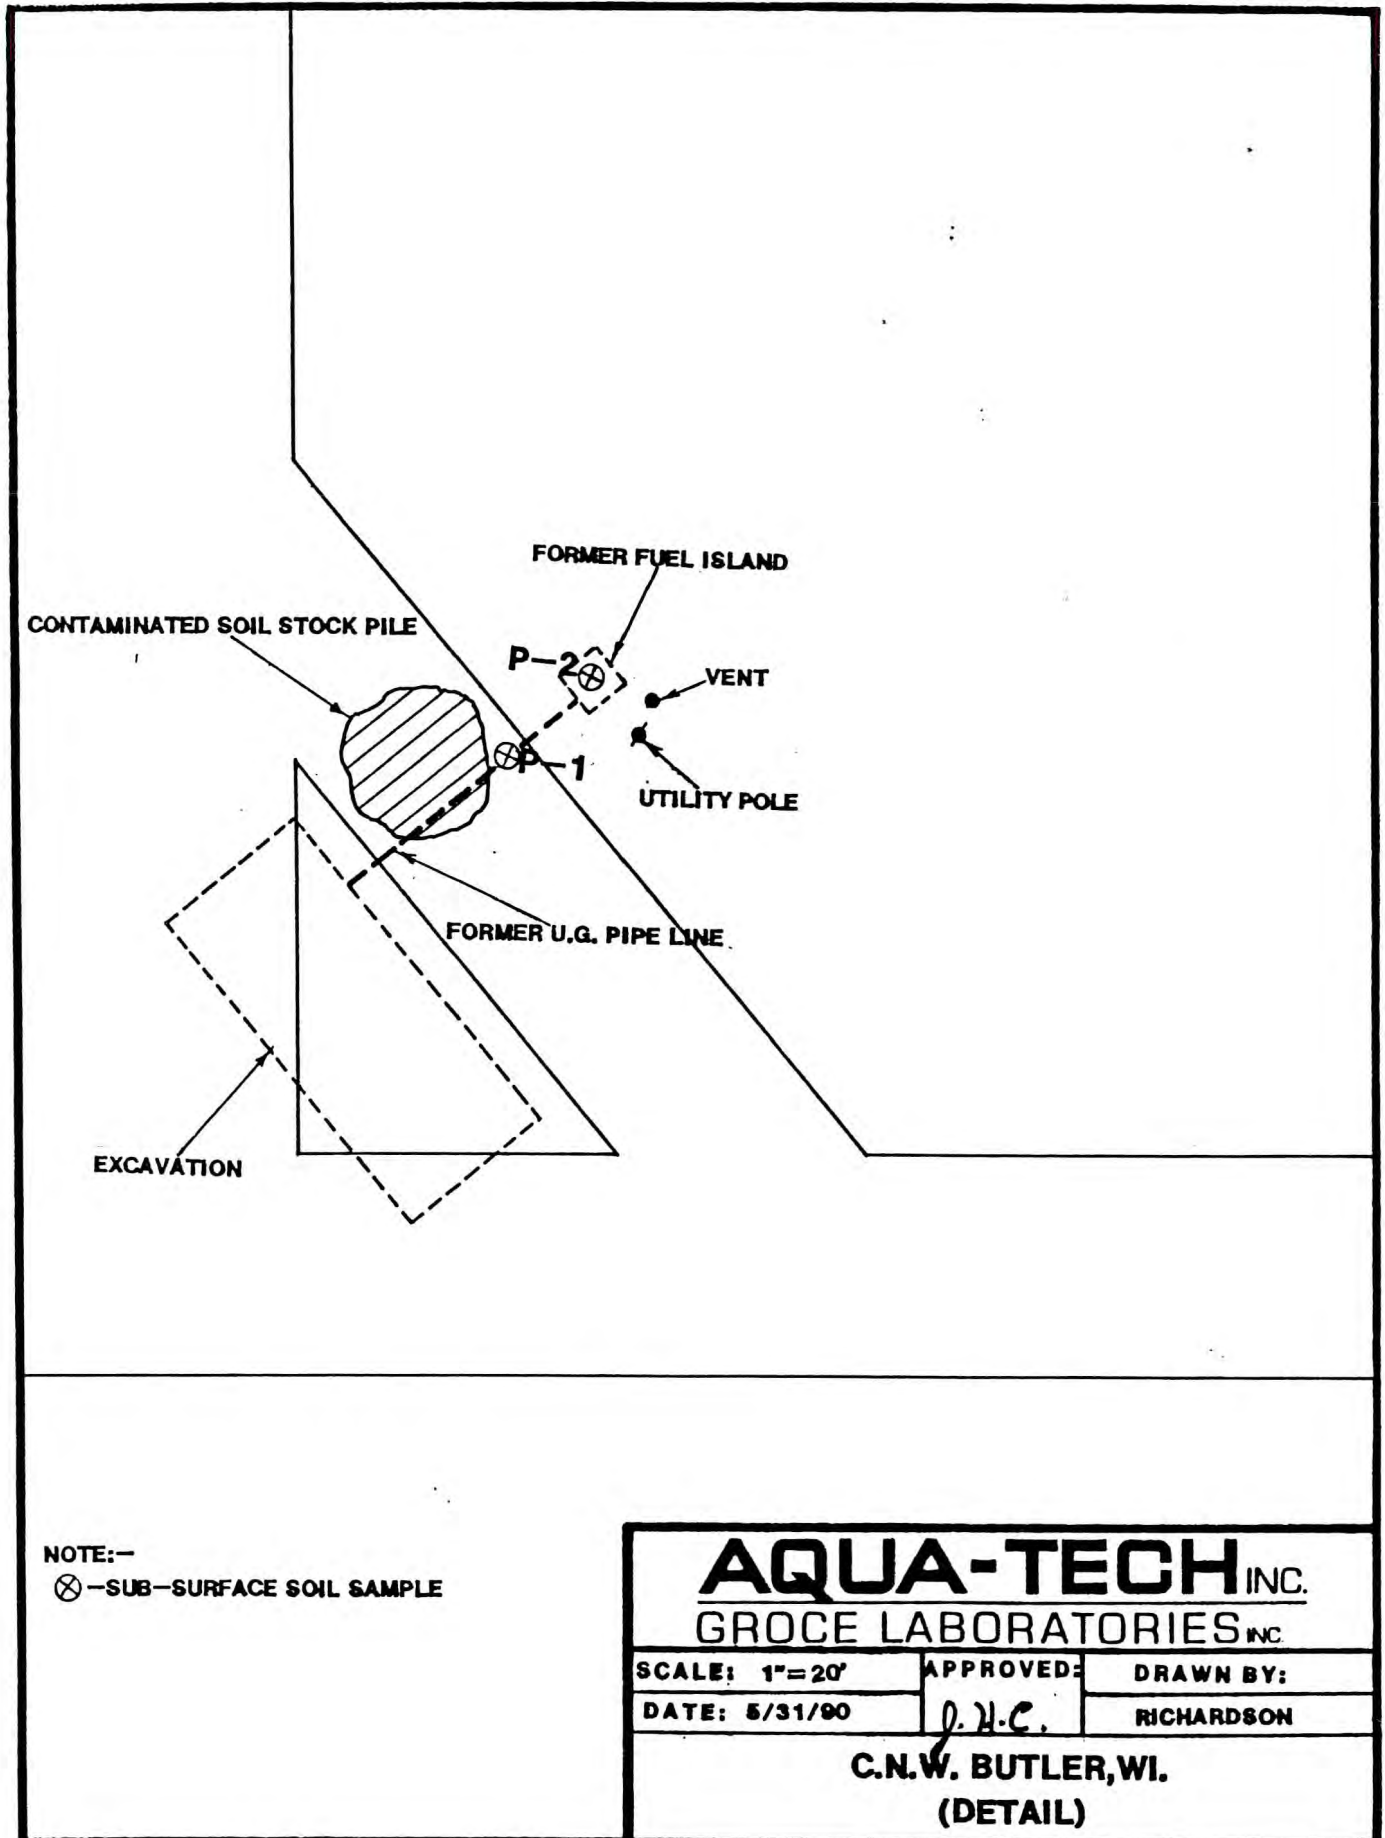 FORMER FUEL ISLAND
CONTAMINATED SOIL STOCK PILE
P-2
VENT
P-1
UTILITY POLE
FORMER U.G. PIPE LINE
EXCAVATION
NOTE:-
⊗-SUB-SURFACE SOIL SAMPLE
AQUA-TECH INC.
GROCE LABORATORIES INC.
SCALE: 1"=20'
APPROVED:
DRAWN BY:
DATE: 5/31/90
J.H.C.
RICHARDSON
C.N.W. BUTLER, WI.
(DETAIL)